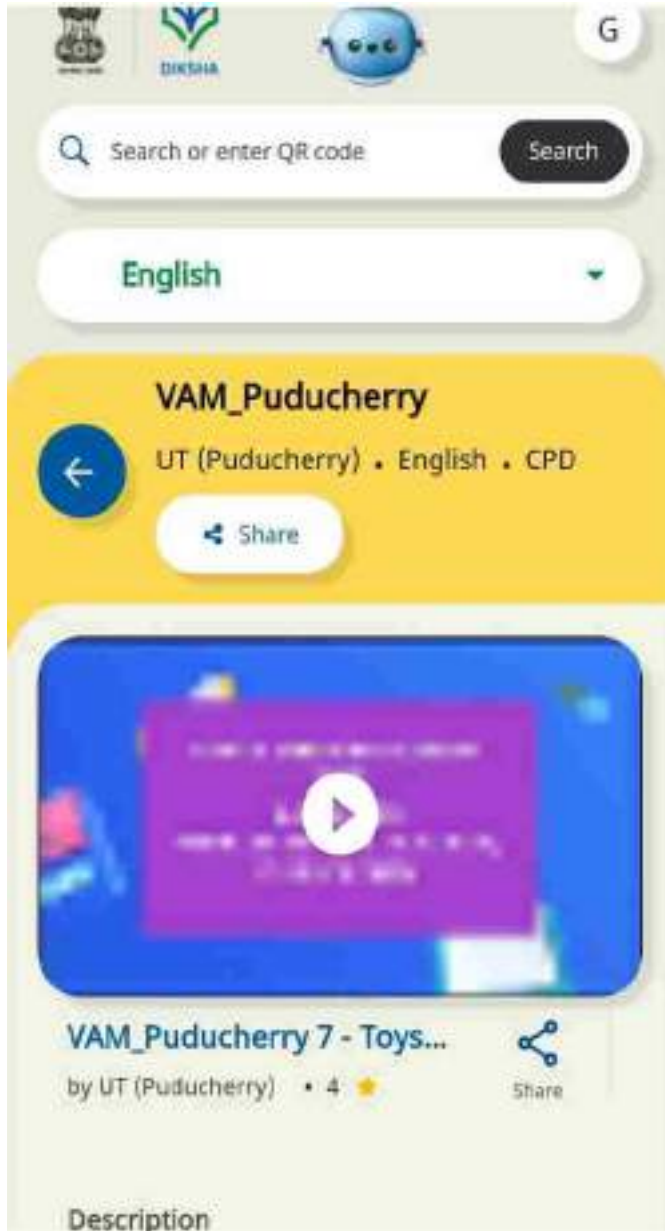 DIKSHA
G
Search or enter QR code
Search
English
VAM_Puducherry
UT (Puducherry) . English . CPD
Share
VAM_Puducherry 7 - Toys...
by UT (Puducherry) • 4
Share
Description